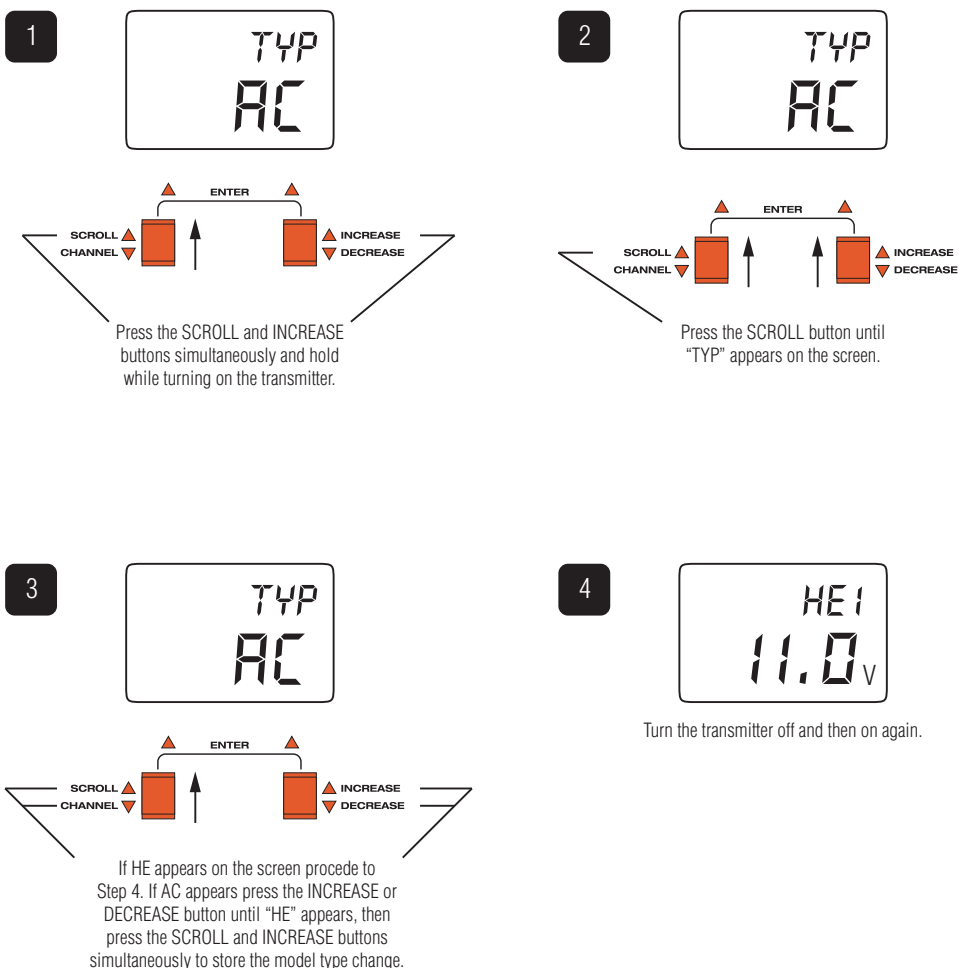 1
TYP
AC
ENTER
SCROLL
CHANNEL
INCREASE
DECREASE
Press the SCROLL and INCREASE
buttons simultaneously and hold
while turning on the transmitter.
2
TYP
AC
ENTER
SCROLL
CHANNEL
INCREASE
DECREASE
Press the SCROLL button until
“TYP” appears on the screen.
3
TYP
AC
ENTER
SCROLL
CHANNEL
INCREASE
DECREASE
If HE appears on the screen procede to
Step 4. If AC appears press the INCREASE or
DECREASE button until “HE” appears, then
press the SCROLL and INCREASE buttons
simultaneously to store the model type change.
4
HE1
11.0 V
Turn the transmitter off and then on again.